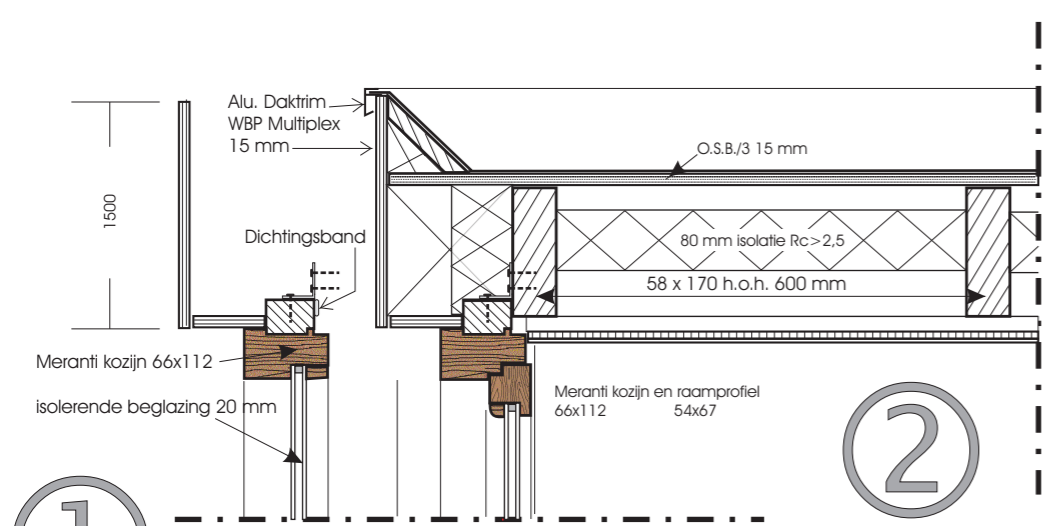 Alu. Daktrim
WBP Multiplex
15 mm
O.S.B./3 15 mm
1500
Dichtingsband
80 mm isolatie Rc>2,5
58 x 170 h.o.h. 600 mm
Meranti kozijn 66x112
isolerende beglazing 20 mm
Meranti kozijn en raamprofiel
66x112 54x67
2
1